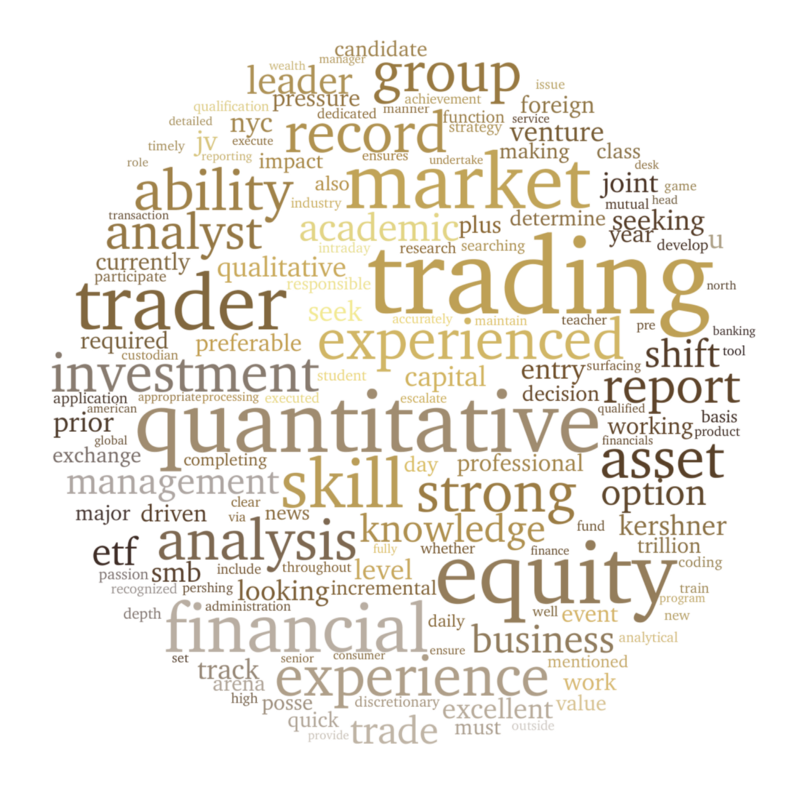 candidate
wealth manager
leader group
issue
pressure achievement
qualification dedicated manner foreign
detailed nyc function service
jv execute record strategy venture
timely making class
role reporting impact ensures undertake desk
ability also market joint game
industry mutual head
transaction academic plus determine seeking
analyst year
intraday research searching develop u
currently qualitative trading
participate responsible north
trader seek accurately maintain teacher pre
banking
required preferable experienced shift tool
custodian surfacing
investment student capital entry report
application appropriate processing executed escalate decision
american qualified
prior quantitative working basis
global financials product
exchange completing day professional asset
management skill strong option
clear
major driven via news knowledge fund kershner
etf analysis fully whether finance trillion
passion smb include throughout level equity coding
recognized pershing looking incremental train
program
depth administration well event new
financial daily business analytical
set senior consumer ensure mentioned
track experience work
arena
high posse discretionary excellent value
quick trade must outside
provide